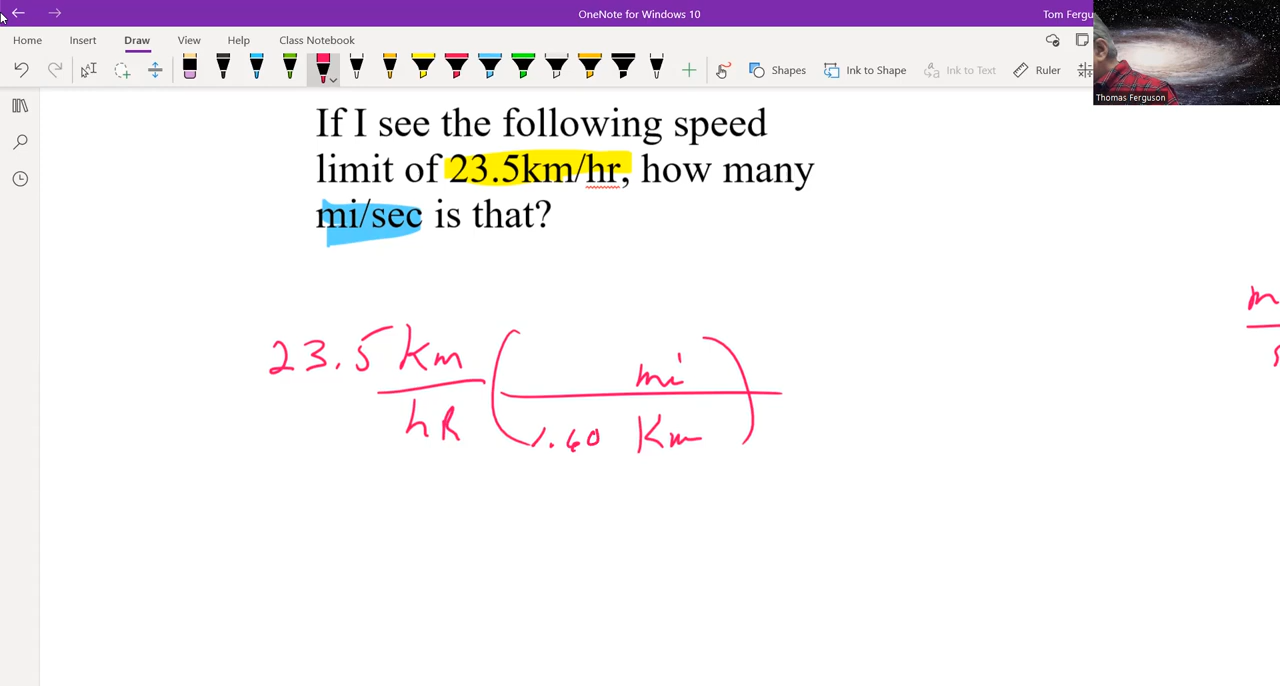 OneNote for Windows 10
Tom Fergu
Home Insert Draw View Help Class Notebook
Shapes Ink to Shape Ink to Text Ruler
Thomas Ferguson
If I see the following speed
limit of 23.5km/hr, how many
mi/sec is that?
23.5 km mi
hR 1.60 Km
m
s